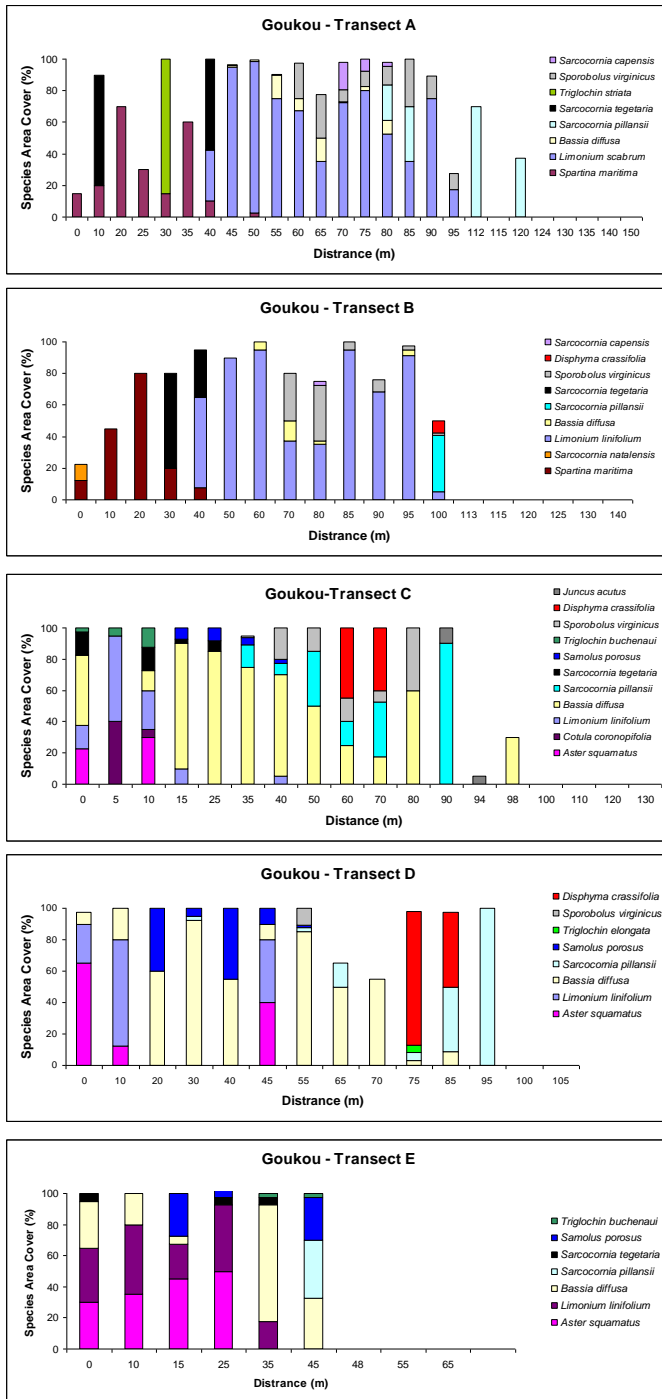 Goukou - Transect A
Species Area Cover (%)
100
80
60
40
20
0
0 10 20 25 30 35 40 45 50 55 60 65 70 75 80 85 90 95 112 115 120 124 130 135 140 150
Distrance (m)
Sarcocornia capensis
Sporobolus virginicus
Triglochin striata
Sarcocornia tegetaria
Sarcocornia pillansii
Bassia diffusa
Limonium scabrum
Spartina maritima
Goukou - Transect B
Species Area Cover (%)
100
80
60
40
20
0
0 10 20 30 40 50 60 70 80 85 90 95 100 113 115 120 125 130 140
Distrance (m)
Sarcocornia capensis
Disphyma crassifolia
Sporobolus virginicus
Sarcocornia tegetaria
Sarcocornia pillansii
Bassia diffusa
Limonium linifolium
Sarcocornia natalensis
Spartina maritima
Goukou-Transect C
Species Area Cover (%)
100
80
60
40
20
0
0 5 10 15 25 35 40 50 60 70 80 90 94 98 100 110 120 130
Distance (m)
Juncus acutus
Disphyma crassifolia
Sporobolus virginicus
Triglochin buchenaui
Samolus porosus
Sarcocornia tegetaria
Sarcocornia pillansii
Bassia diffusa
Limonium linifolium
Cotula coronopifolia
Aster squamatus
Goukou - Transect D
Species Area Cover (%)
100
80
60
40
20
0
0 10 20 30 40 45 55 65 70 75 85 95 100 105
Distrance (m)
Disphyma crassifolia
Sporobolus virginicus
Triglochin elongata
Samolus porosus
Sarcocornia pillansii
Bassia diffusa
Limonium linifolium
Aster squamatus
Goukou - Transect E
Species Area Cover (%)
100
80
60
40
20
0
0 10 15 25 35 45 48 55 65
Distrance (m)
Triglochin buchenaui
Samolus porosus
Sarcocornia tegetaria
Sarcocornia pillansii
Bassia diffusa
Limonium linifolium
Aster squamatus